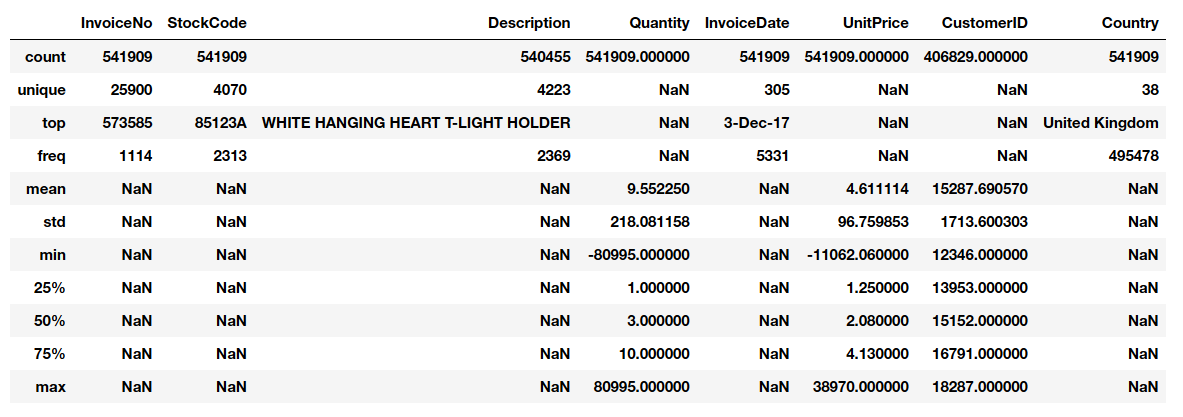 InvoiceNo StockCode Description Quantity InvoiceDate UnitPrice CustomerID Country
count 541909 541909 540455 541909.000000 541909 541909.000000 406829.000000 541909
unique 25900 4070 4223 NaN 305 NaN NaN 38
top 573585 85123A WHITE HANGING HEART T-LIGHT HOLDER NaN 3-Dec-17 NaN NaN United Kingdom
freq 1114 2313 2369 NaN 5331 NaN NaN 495478
mean NaN NaN NaN 9.552250 NaN 4.611114 15287.690570 NaN
std NaN NaN NaN 218.081158 NaN 96.759853 1713.600303 NaN
min NaN NaN NaN -80995.000000 NaN -11062.060000 12346.000000 NaN
25% NaN NaN NaN 1.000000 NaN 1.250000 13953.000000 NaN
50% NaN NaN NaN 3.000000 NaN 2.080000 15152.000000 NaN
75% NaN NaN NaN 10.000000 NaN 4.130000 16791.000000 NaN
max NaN NaN NaN 80995.000000 NaN 38970.000000 18287.000000 NaN